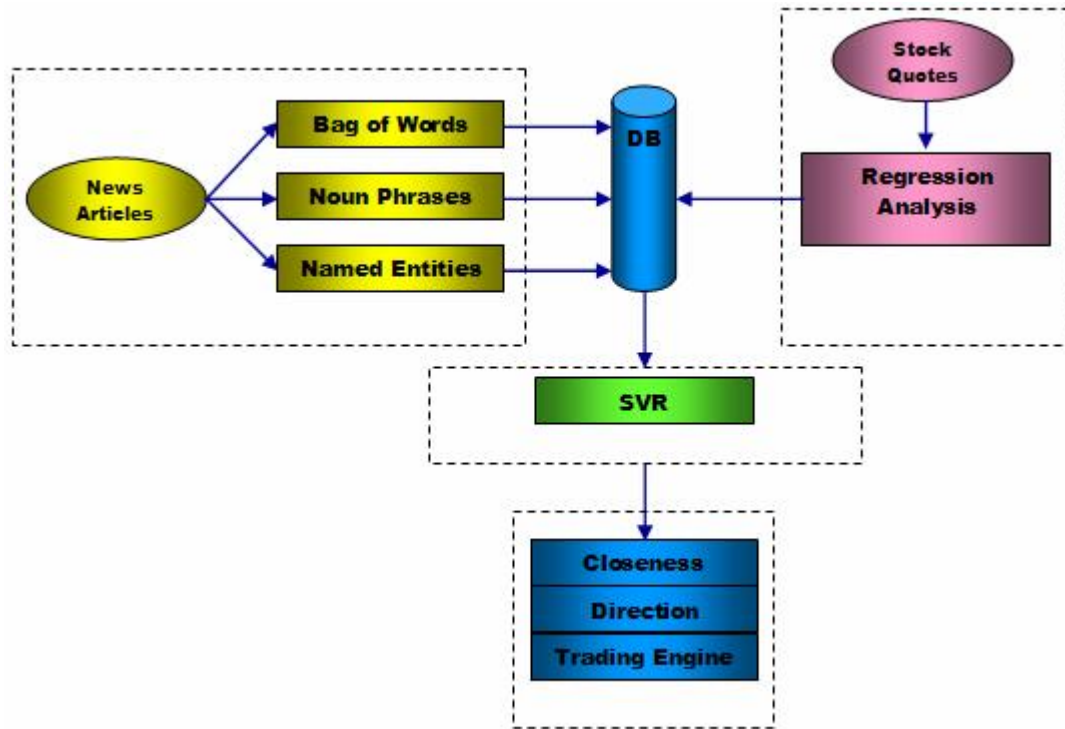 Stock
Quotes
Bag of Words
DB
News
Articles
Noun Phrases
Regression
Analysis
Named Entities
SVR
Closeness
Direction
Trading Engine